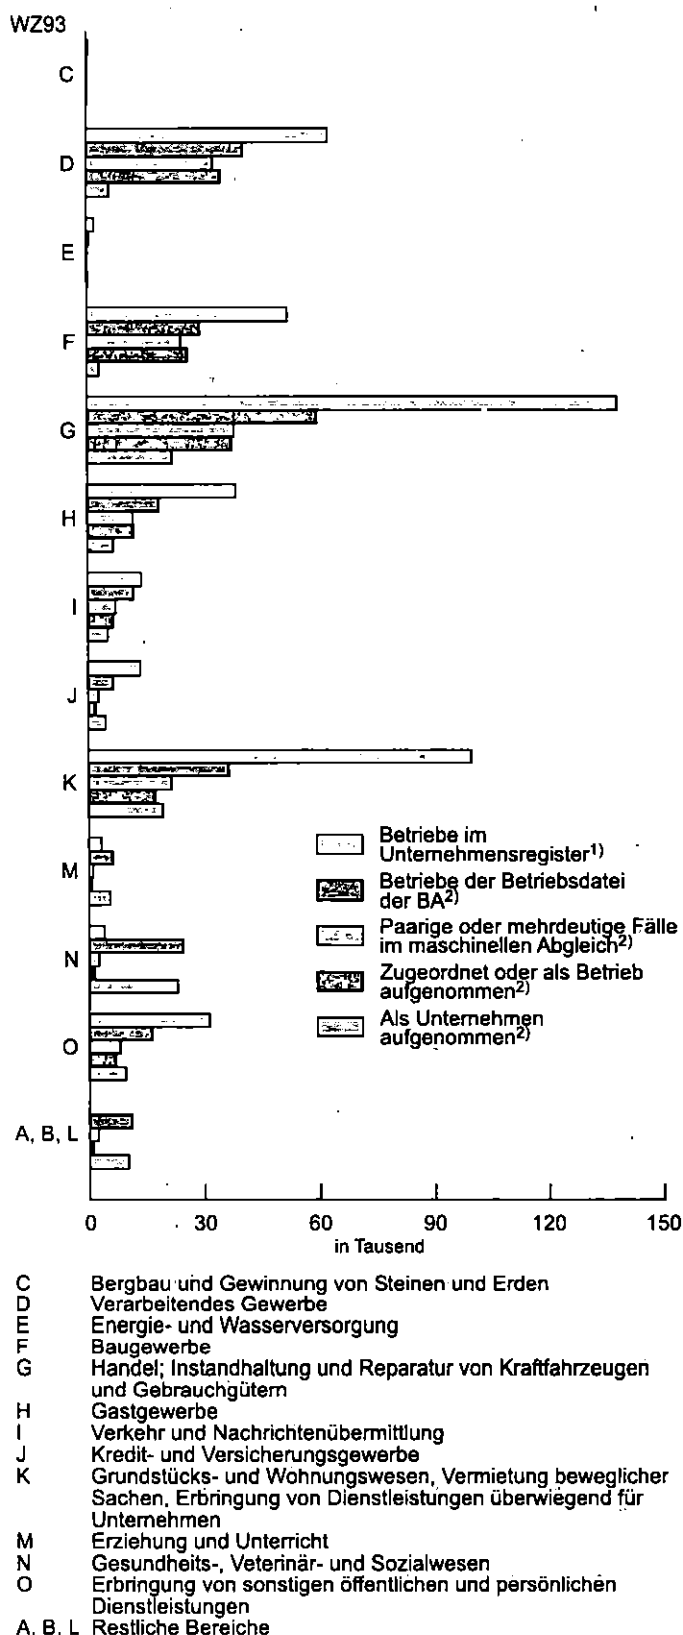 WZ93
C
D
E
F
G
H
I
J
K
M
N
O
A, B, L
Betriebe im
Unternehmensregister1)
Betriebe der Betriebsdatei
der BA2)
Paarige oder mehrdeutige Fälle
im maschinellen Abgleich2)
Zugeordnet oder als Betrieb
aufgenommen2)
Als Unternehmen
aufgenommen2)
0 30 60 90 120 150
in Tausend
C Bergbau und Gewinnung von Steinen und Erden
D Verarbeitendes Gewerbe
E Energie- und Wasserversorgung
F Baugewerbe
G Handel; Instandhaltung und Reparatur von Kraftfahrzeugen
und Gebrauchgütern
H Gastgewerbe
I Verkehr und Nachrichtenübermittlung
J Kredit- und Versicherungsgewerbe
K Grundstücks- und Wohnungswesen, Vermietung beweglicher
Sachen, Erbringung von Dienstleistungen überwiegend für
Unternehmen
M Erziehung und Unterricht
N Gesundheits-, Veterinär- und Sozialwesen
O Erbringung von sonstigen öffentlichen und persönlichen
Dienstleistungen
A, B, L Restliche Bereiche